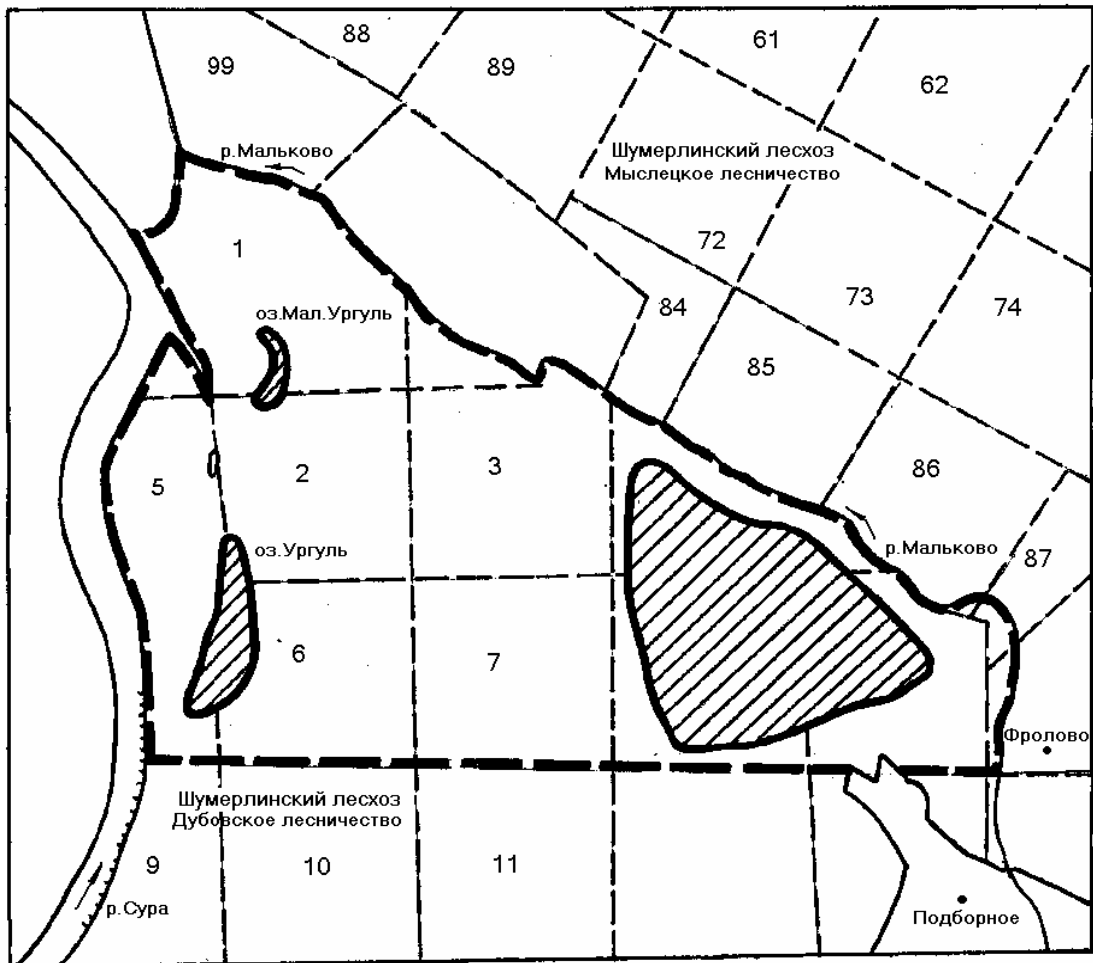 88
61
99
89
62
р.Мальково
Шумерлинский лесхоз
Мыслецкое лесничество
1
72
73
74
оз.Мал.Ургуль
84
85
5
2
3
86
оз.Ургуль
р.Мальково
87
6
7
Фролово
Шумерлинский лесхоз
Дубовское лесничество
9
10
11
р.Сура
Подборное